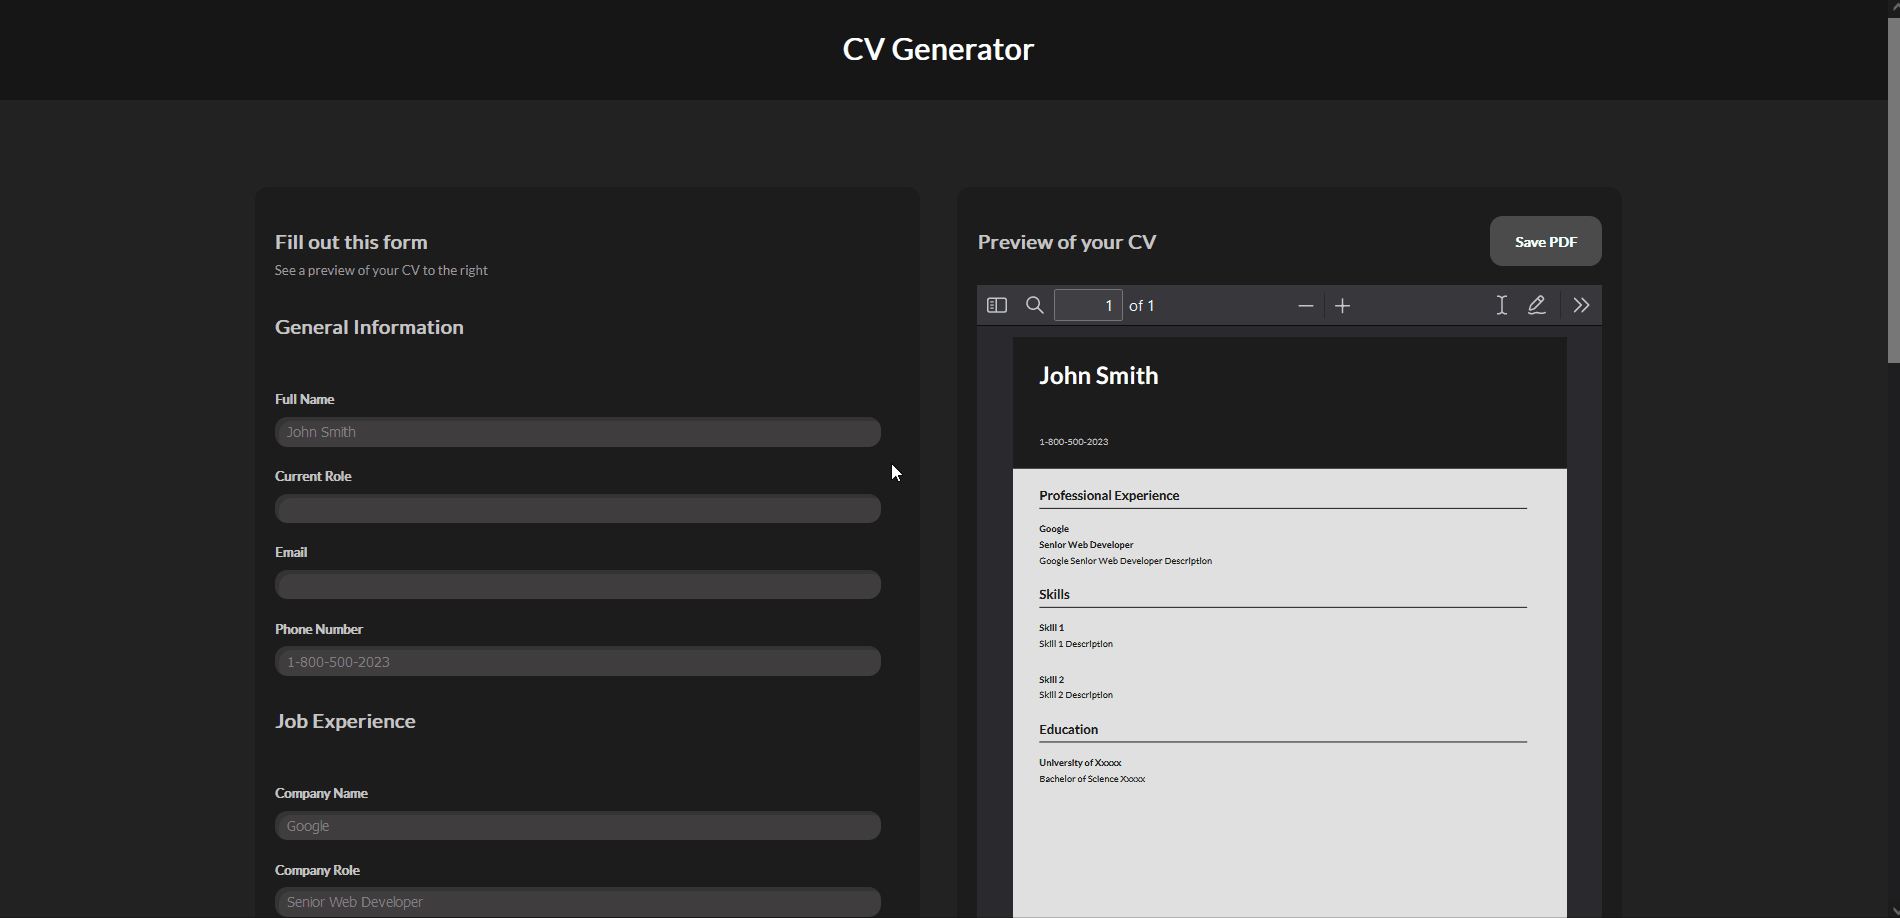 CV Generator
Fill out this form
See a preview of your CV to the right
General Information
Full Name
John Smith
Current Role
Email
Phone Number
1-800-500-2023
Job Experience
Company Name
Google
Company Role
Senior Web Developer
Preview of your CV
Save PDF
1 of 1
John Smith
1-800-500-2023
Professional Experience
Google
Senior Web Developer
Google Senior Web Developer Description
Skills
Skill 1
Skill 1 Description
Skill 2
Skill 2 Description
Education
University of Xxxxx
Bachelor of Science Xxxxx